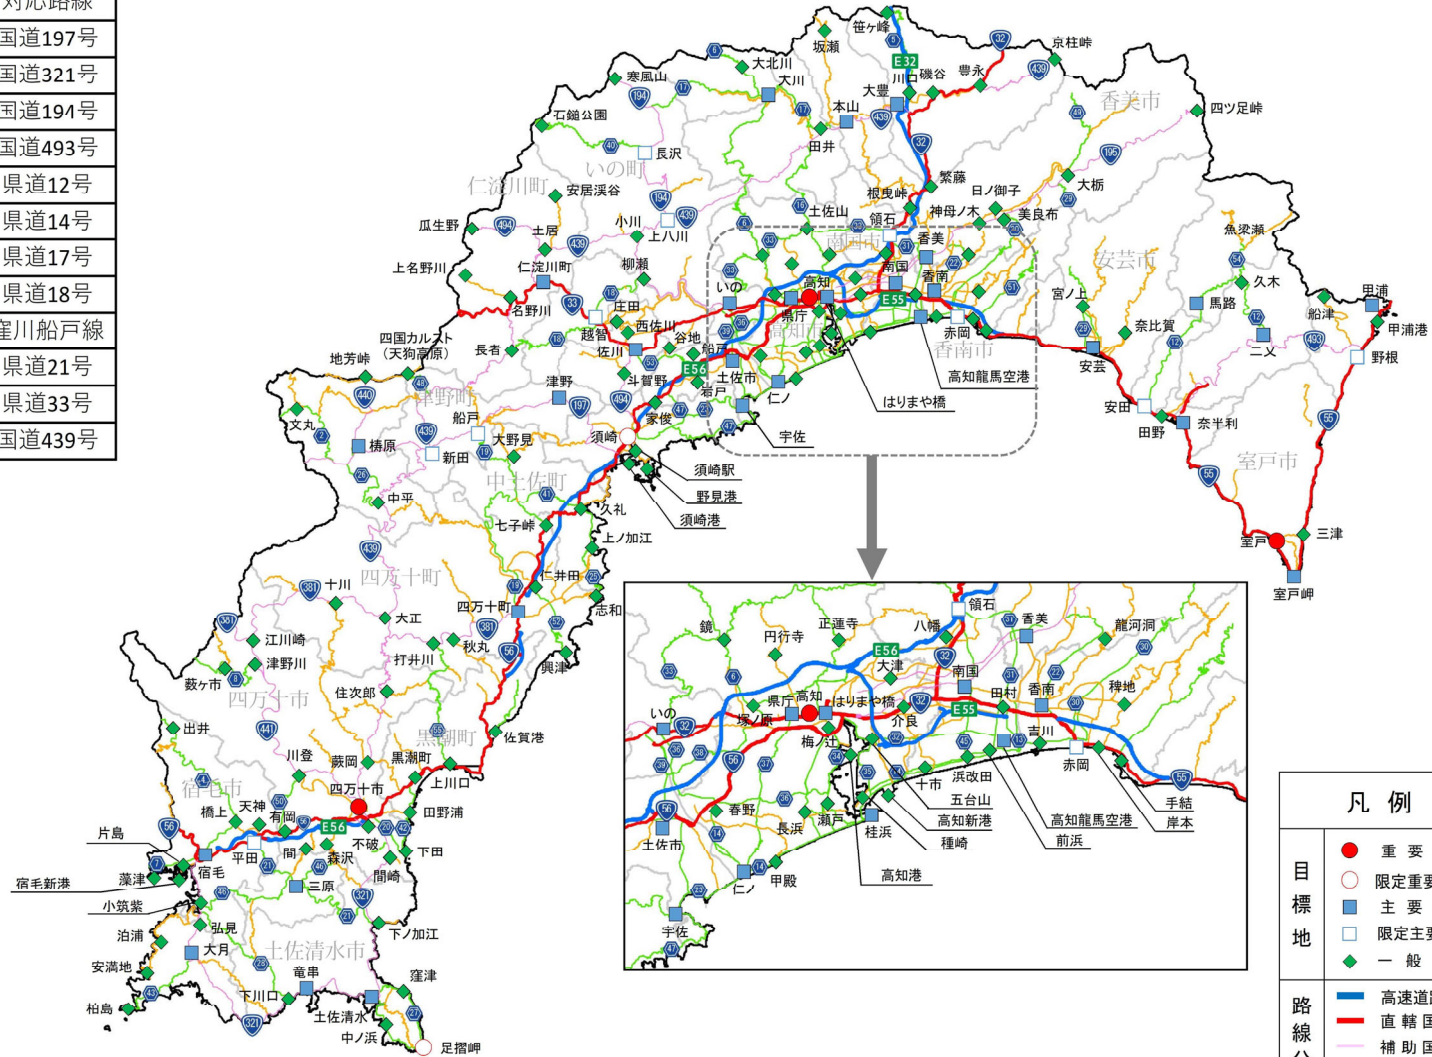 対応路線
国道197号
国道321号
国道194号
国道493号
県道12号
県道14号
県道17号
県道18号
窪川船戸線
県道21号
県道33号
国道439号
笹ヶ峰
坂瀬
大北川
大川
寒風山
石鎚公園
長沢
いの町
仁淀川町
安居渓谷
瓜生野
土居
小川
上八川
柳瀬
上名野川
仁淀川町
名野川
庄田
越智
西佐川
佐川
谷地
船戸
斗賀野
岩戸
家俊
四国カルスト
(天狗高原)
地芳峠
長者
津野
津野町
船戸
文丸
梼原
新田
大野見
中平
中土佐町
須崎
須崎駅
野見港
須崎港
久礼
七子峠
上ノ加江
本山
田井
大豊
川口
磯谷
豊永
京柱峠
香美市
四ツ足峠
大栃
繁藤
根曳峠
日ノ御子
神母ノ木
美良布
土佐山
領石
南国市
香美
南国
香南
いの
高知
県庁
高知市
赤岡
香南市
土佐市
仁ノ
宇佐
はりまや橋
高知龍馬空港
安芸市
宮ノ上
奈比賀
安芸
魚梁瀬
久木
馬路
二又
船津
甲浦
甲浦港
野根
安田
田野
奈半利
室戸市
室戸
三津
室戸岬
十川
四万十町
大正
江川崎
津野川
藪ヶ市
打井川
秋丸
住次郎
四万十市
四万十町
仁井田
志和
興津
出井
川登
蕨岡
黒潮町
黒潮町
佐賀港
上川口
四万十市
田野浦
宿毛市
橋上
天神
有岡
片島
平田
間
森沢
不破
間崎
下田
宿毛
藻津
宿毛新港
小筑紫
三原
弘見
大月
泊浦
安満地
柏島
土佐清水市
下ノ加江
竜串
下川口
土佐清水
中ノ浜
窪津
足摺岬
領石
鏡
円行寺
正蓮寺
八幡
香美
龍河洞
大津
南国
田村
香南
稗地
いの
塚ノ原
県庁
高知
はりまや橋
介良
梅ノ辻
吉川
赤岡
十市
浜改田
手結
岸本
五台山
高知新港
種崎
高知港
高知龍馬空港
前浜
土佐市
春野
長浜
瀬戸
桂浜
仁ノ
甲殿
宇佐
E32
E55
E56
E56
E56
E55
凡 例
目標地
重 要
限定重要
主 要
限定主要
一 般
高速道路
直轄国
補助国